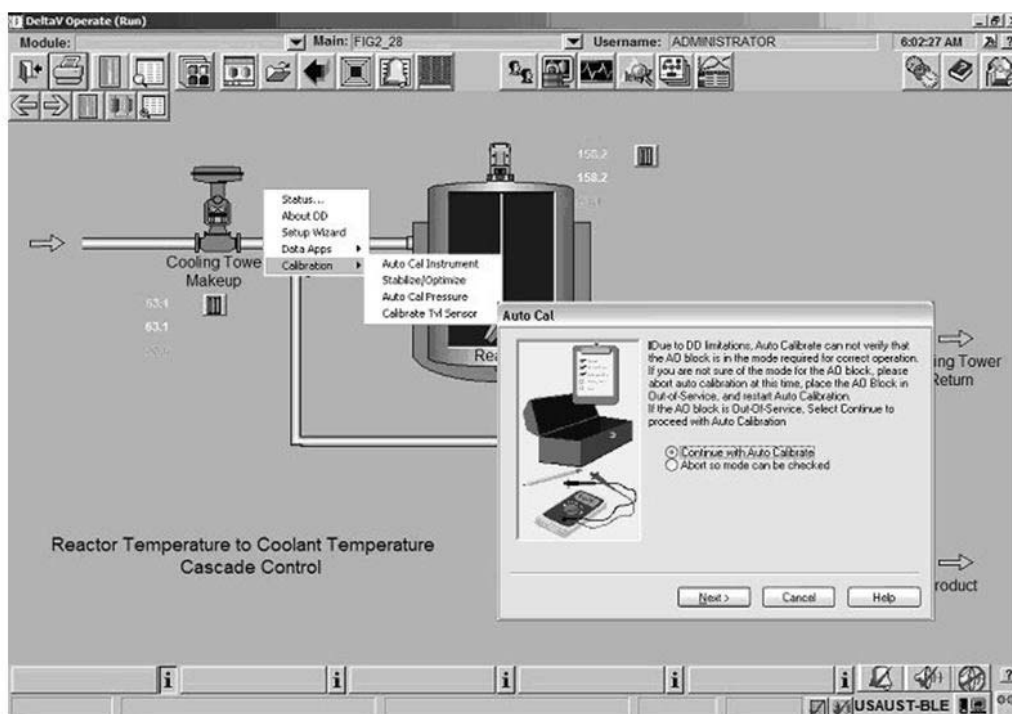 DeltaV Operate (Run)
Module: Main: FIG2_28 Username: ADMINISTRATOR 6:02:27 AM
?
156.2
158.2
Status...
About DD
Setup Wizard
Data Apps
Calibration
Auto Cal Instrument
Stabilize/Optimize
Auto Cal Pressure
Calibrate Tvl Sensor
Cooling Towe
Makeup
63.1
63.1
Rea
Auto Cal
Due to DD limitations, Auto Calibrate can not verify that
the AO block is in the mode required for correct operation.
If you are not sure of the mode for the AO block, please
abort auto calibration at this time, place the AO Block in
Out-of-Service, and restart Auto Calibration.
If the AO block is Out-Of-Service, Select Continue to
proceed with Auto Calibration
Continue with Auto Calibrate
Abort so mode can be checked
Next >
Cancel
Help
ing Tower
Return
roduct
Reactor Temperature to Coolant Temperature
Cascade Control
i
i
i
i
i
?
USAUST-BLE